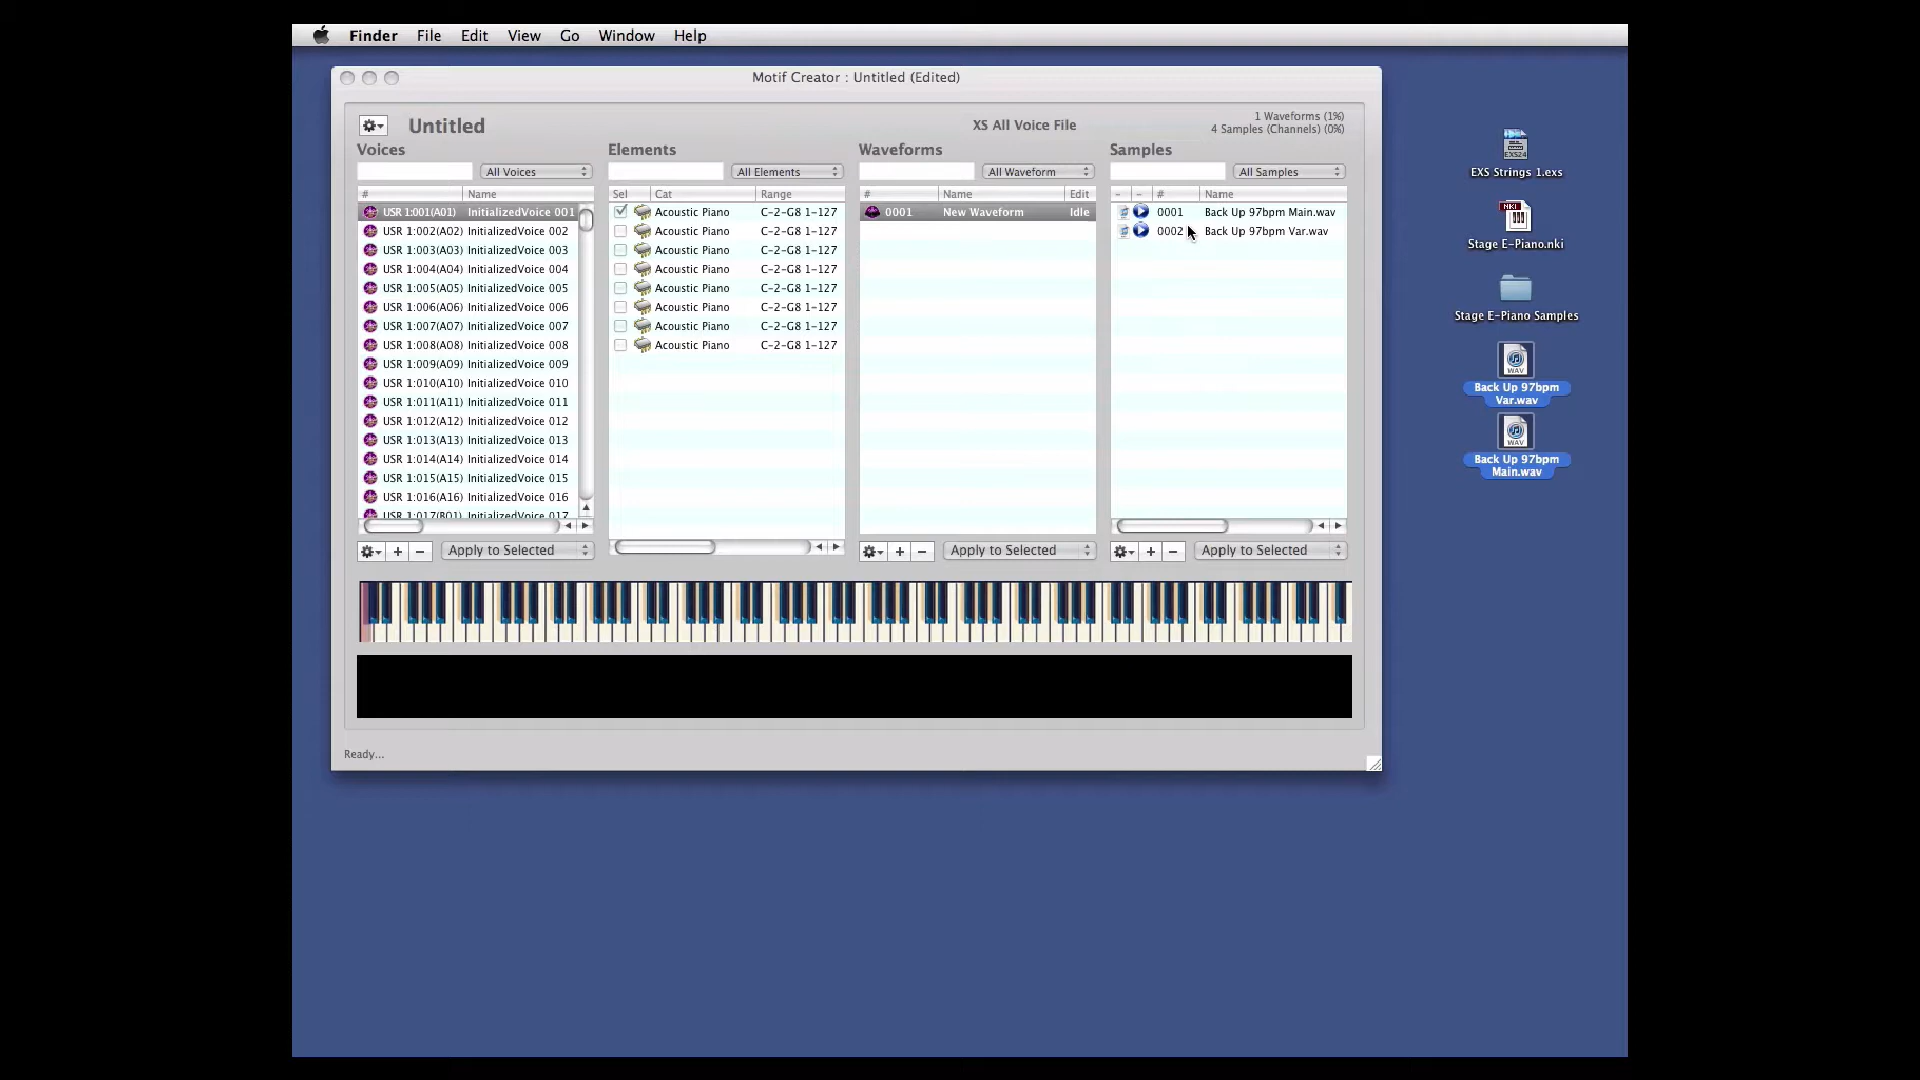 Finder File Edit View Go Window Help
Motif Creator : Untitled (Edited)
Untitled
XS All Voice File
1 Waveforms (1%)
4 Samples (Channels) (0%)
Voices
All Voices
# Name
USR 1:001(A01) InitializedVoice 001
USR 1:002(A02) InitializedVoice 002
USR 1:003(A03) InitializedVoice 003
USR 1:004(A04) InitializedVoice 004
USR 1:005(A05) InitializedVoice 005
USR 1:006(A06) InitializedVoice 006
USR 1:007(A07) InitializedVoice 007
USR 1:008(A08) InitializedVoice 008
USR 1:009(A09) InitializedVoice 009
USR 1:010(A10) InitializedVoice 010
USR 1:011(A11) InitializedVoice 011
USR 1:012(A12) InitializedVoice 012
USR 1:013(A13) InitializedVoice 013
USR 1:014(A14) InitializedVoice 014
USR 1:015(A15) InitializedVoice 015
USR 1:016(A16) InitializedVoice 016
USR 1:017(B01) InitializedVoice 017
+ − Apply to Selected
Elements
All Elements
Sel Cat Range
Acoustic Piano C-2-G8 1-127
Acoustic Piano C-2-G8 1-127
Acoustic Piano C-2-G8 1-127
Acoustic Piano C-2-G8 1-127
Acoustic Piano C-2-G8 1-127
Acoustic Piano C-2-G8 1-127
Acoustic Piano C-2-G8 1-127
Acoustic Piano C-2-G8 1-127
Waveforms
All Waveform
# Name Edit
0001 New Waveform Idle
+ − Apply to Selected
Samples
All Samples
- - # Name
0001 Back Up 97bpm Main.wav
0002 Back Up 97bpm Var.wav
+ − Apply to Selected
Ready...
EXS24
EXS Strings 1.exs
NKI
Stage E-Piano.nki
Stage E-Piano Samples
WAV
Back Up 97bpm
Var.wav
WAV
Back Up 97bpm
Main.wav